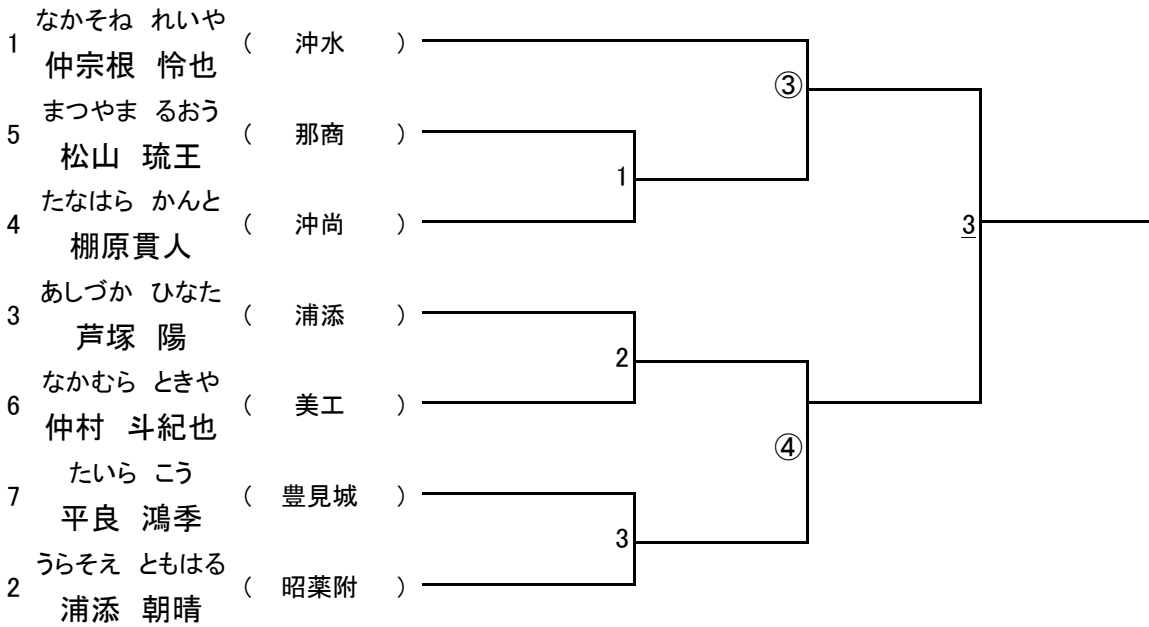 なかそね れいや
1 仲宗根 怜也 ( 沖水 )
③
まつやま るおう
5 松山 琉王 ( 那商 )
1
たなはら かんと
4 棚原貫人 ( 沖尚 )
3
あしづか ひなた
3 芦塚 陽 ( 浦添 )
2
なかむら ときや
6 仲村 斗紀也 ( 美工 )
④
たいら こう
7 平良 鴻季 ( 豊見城 )
3
うらそえ ともはる
2 浦添 朝晴 ( 昭薬附 )